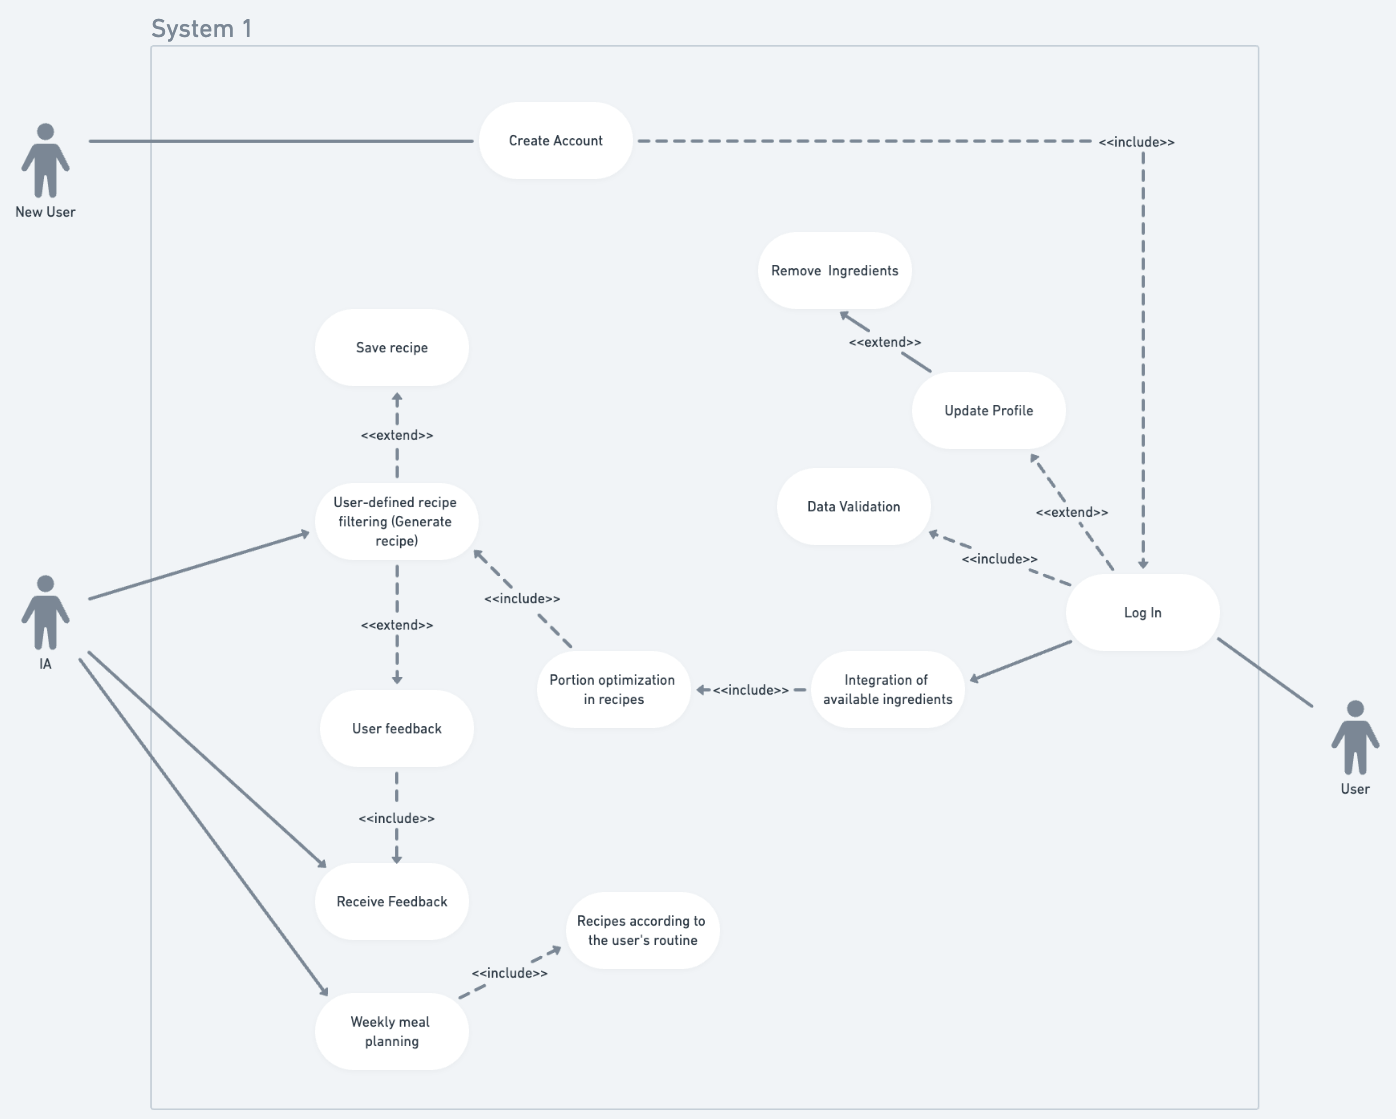 System 1
Create Account
<<include>>
New User
Remove  Ingredients
<<extend>>
Save recipe
Update Profile
<<extend>>
User-defined recipe
filtering (Generate
recipe)
Data Validation
<<extend>>
<<include>>
<<include>>
Log In
<<extend>>
IA
Portion optimization
in recipes
<<include>>
Integration of
available ingredients
User feedback
User
<<include>>
Receive Feedback
Recipes according to
the user's routine
<<include>>
Weekly meal
planning